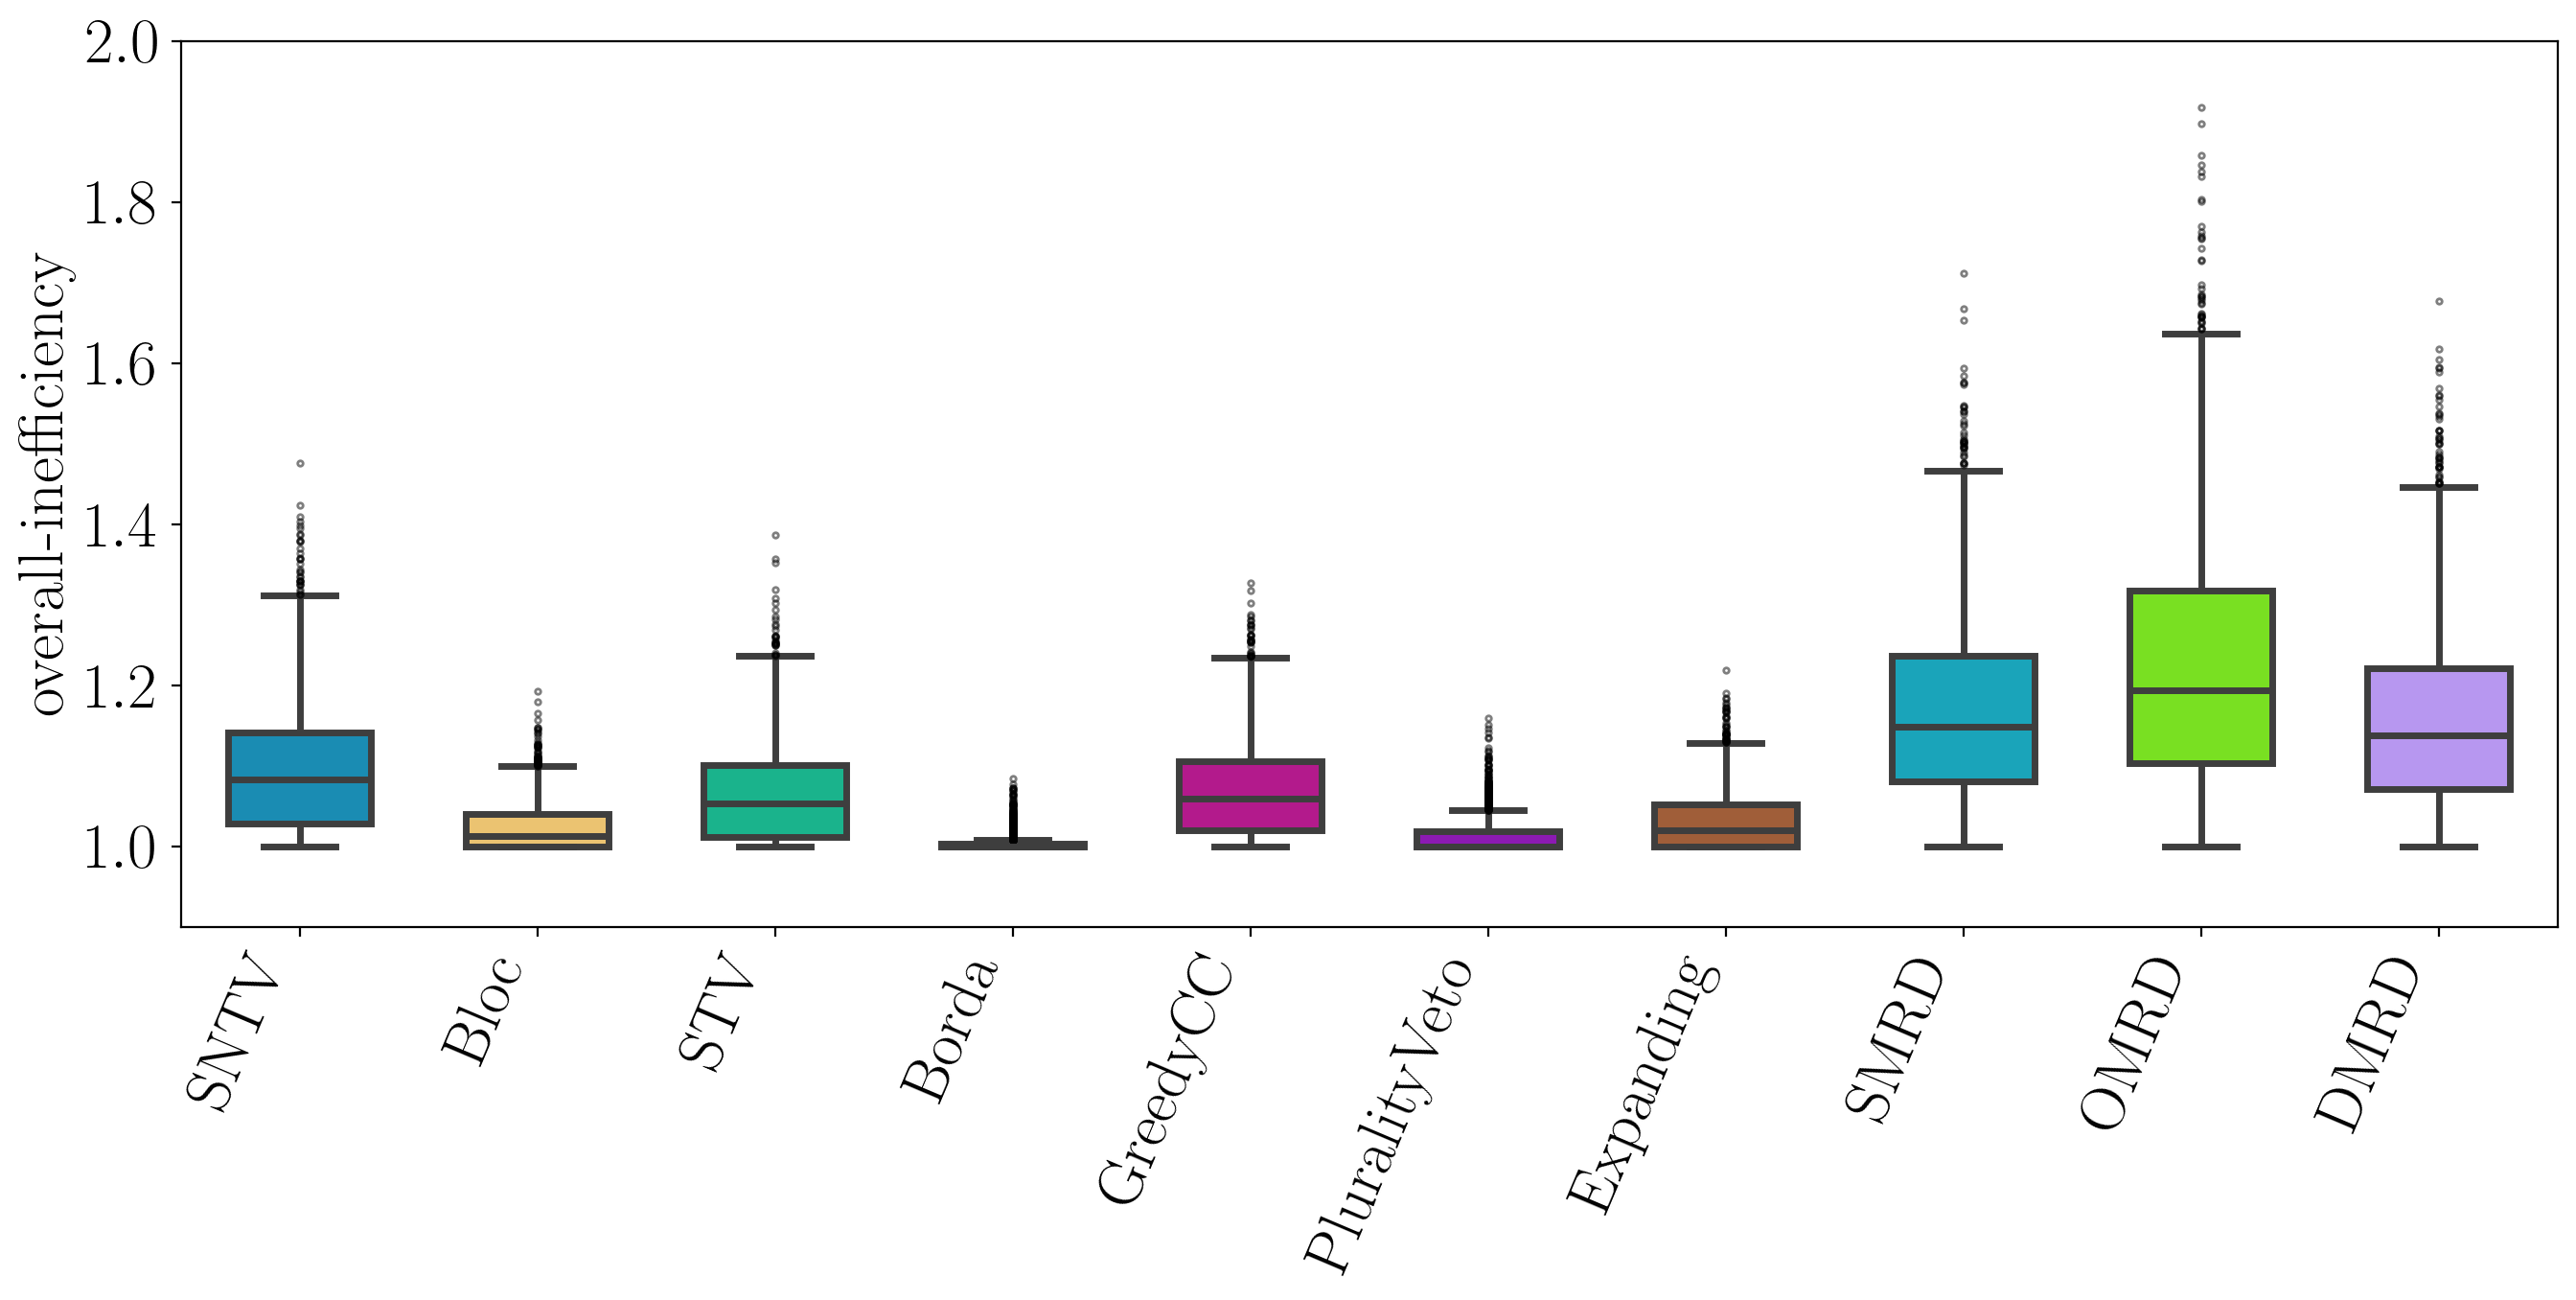 overall-inefficiency
2.0
1.8
1.6
1.4
1.2
1.0
SNTV
Bloc
STV
Borda
GreedyCC
PluralityVeto
Expanding
SMRD
OMRD
DMRD